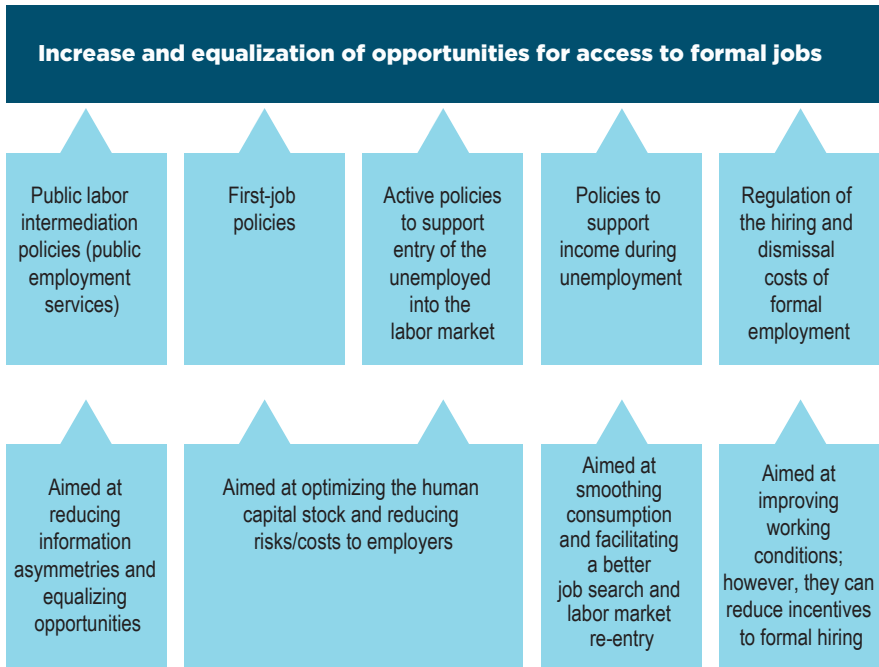 Increase and equalization of opportunities for access to formal jobs
Public labor
intermediation
policies (public
employment
services)
First-job
policies
Active policies
to support
entry of the
unemployed
into the
labor market
Policies to
support
income during
unemployment
Regulation of
the hiring and
dismissal
costs of
formal
employment
Aimed at
reducing
information
asymmetries and
equalizing
opportunities
Aimed at optimizing the human
capital stock and reducing
risks/costs to employers
Aimed at
smoothing
consumption
and facilitating
a better
job search and
labor market
re-entry
Aimed at
improving
working
conditions;
however, they can
reduce incentives
to formal hiring